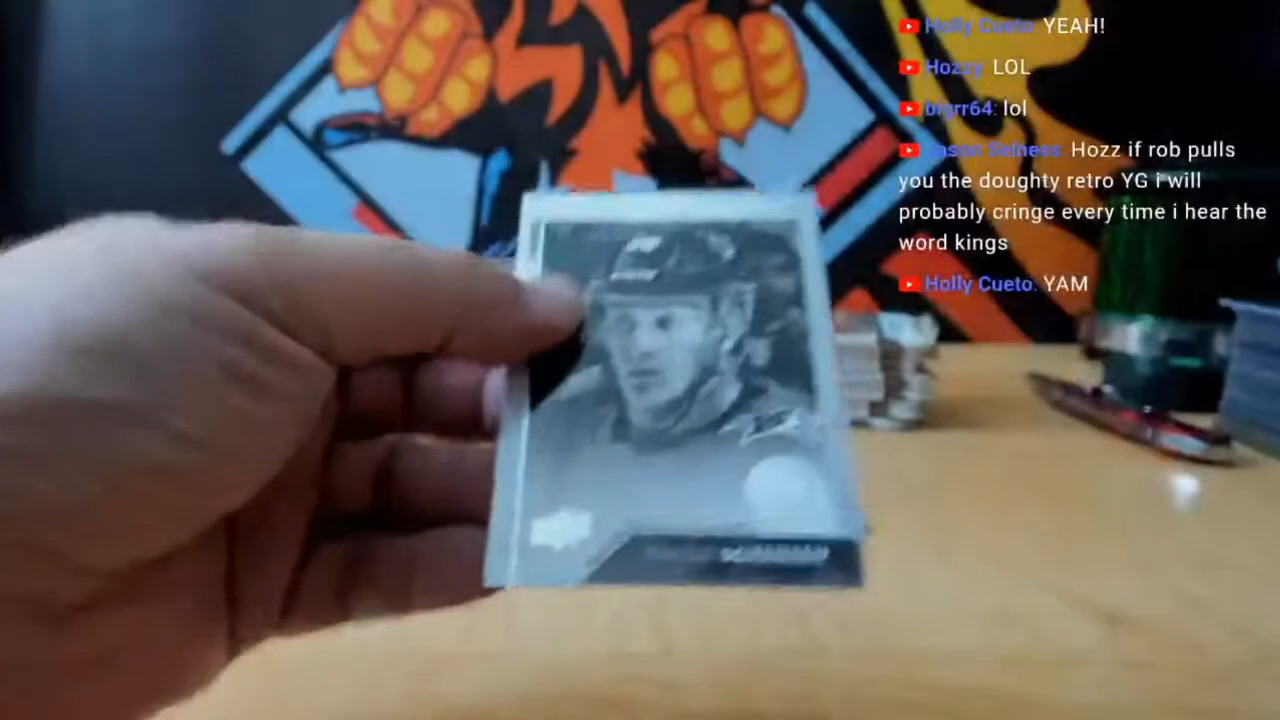 Holly Cueto: YEAH!
Hozzy: LOL
lol
Jason Selness: Hozz if rob pulls
you the doughty retro YG i will
probably cringe every time i hear the
word kings
Holly Cueto: YAM